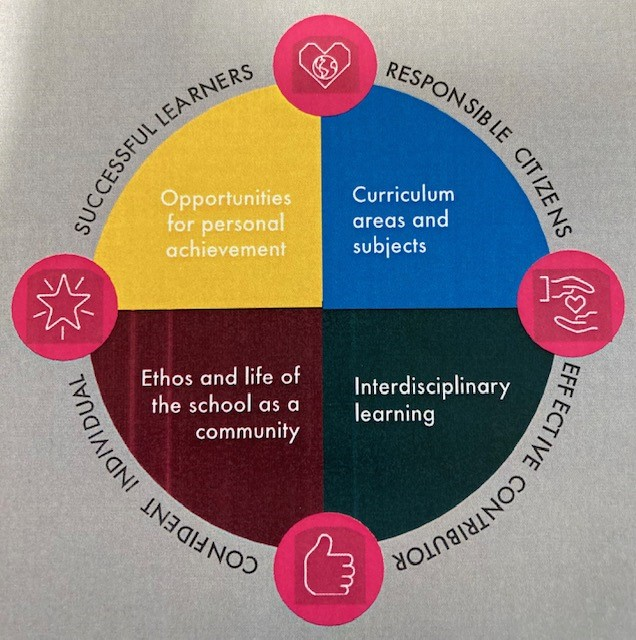 SUCCESSFUL LEARNERS
RESPONSIBLE CITIZENS
Opportunities
for personal
achievement
Curriculum
areas and
subjects
Ethos and life of
the school as a
community
Interdisciplinary
learning
CONFIDENT INDIVIDUAL
EFFECTIVE CONTRIBUTOR